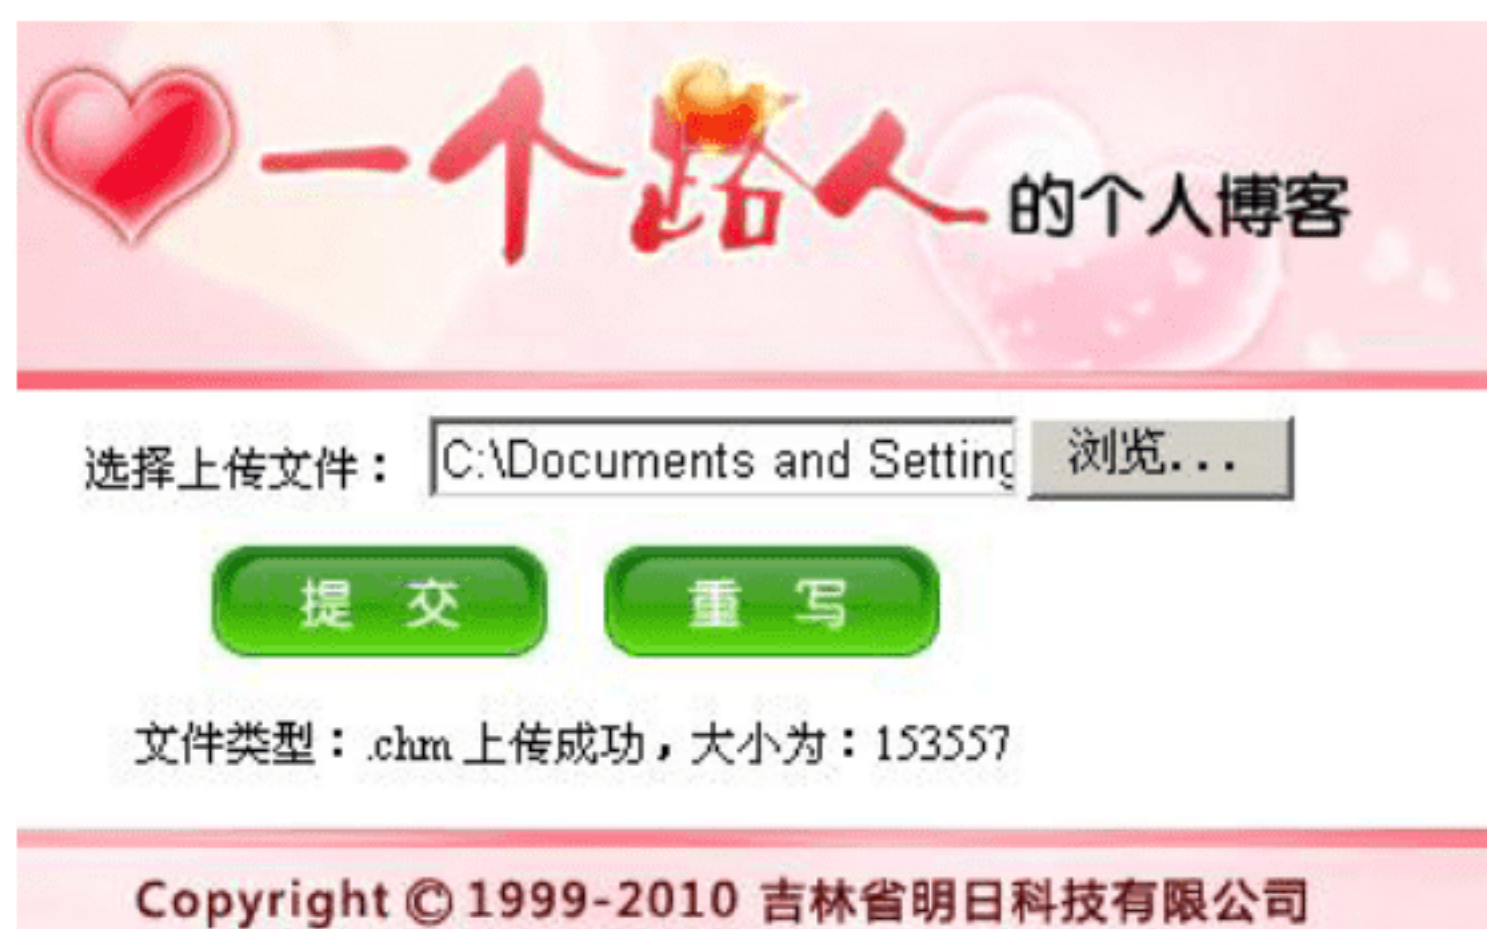 一个路人的个人博客
选择上传文件： C:\Documents and Setting 浏览...
提 交 重 写
文件类型：.chm 上传成功，大小为：153557
Copyright © 1999-2010 吉林省明日科技有限公司